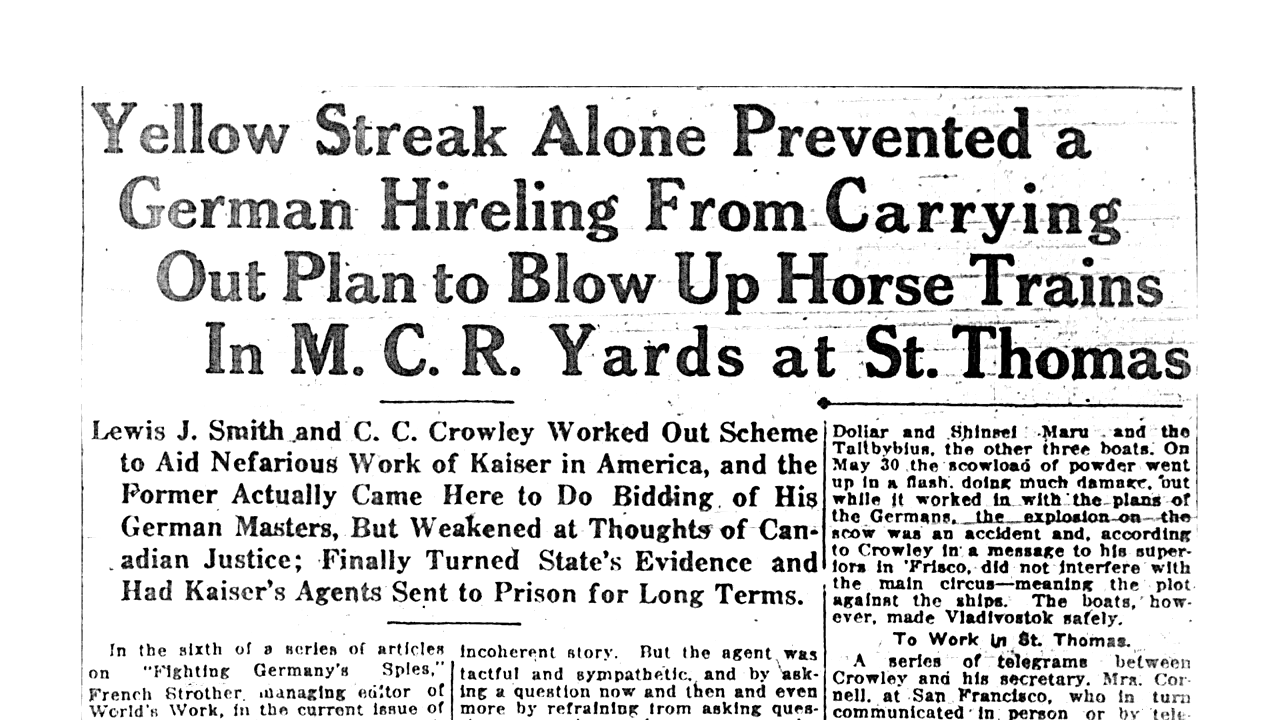 Yellow Streak Alone Prevented a
German Hireling From Carrying
Out Plan to Blow Up Horse Trains
In M. C. R. Yards at St. Thomas
Lewis J. Smith and C. C. Crowley Worked Out Scheme
to Aid Nefarious Work of Kaiser in America, and the
Former Actually Came Here to Do Bidding of His
German Masters, But Weakened at Thoughts of Can-
adian Justice; Finally Turned State's Evidence and
Had Kaiser's Agents Sent to Prison for Long Terms.
In the sixth of a series of articles
on "Fighting Germany's Spies,"
French Strother, managing editor of
World's Work, in the current issue of
incoherent story. But the agent was
tactful and sympathetic, and by ask-
ing a question now and then and even
more by refraining from asking ques-
Dollar and Shinsei Maru and the
Taltbybius, the other three boats. On
May 30 the scowload of powder went
up in a flash, doing much damage, but
while it worked in with the plans of
the Germans, the explosion on the
scow was an accident and, according
to Crowley in a message to his super-
iors in 'Frisco, did not interfere with
the main circus—meaning the plot
against the ships. The boats, how-
ever, made Vladivostok safely.
To Work in St. Thomas.
A series of telegrams between
Crowley and his secretary, Mrs. Cor-
nell, at San Francisco, who in turn
communicated in person or by tele-